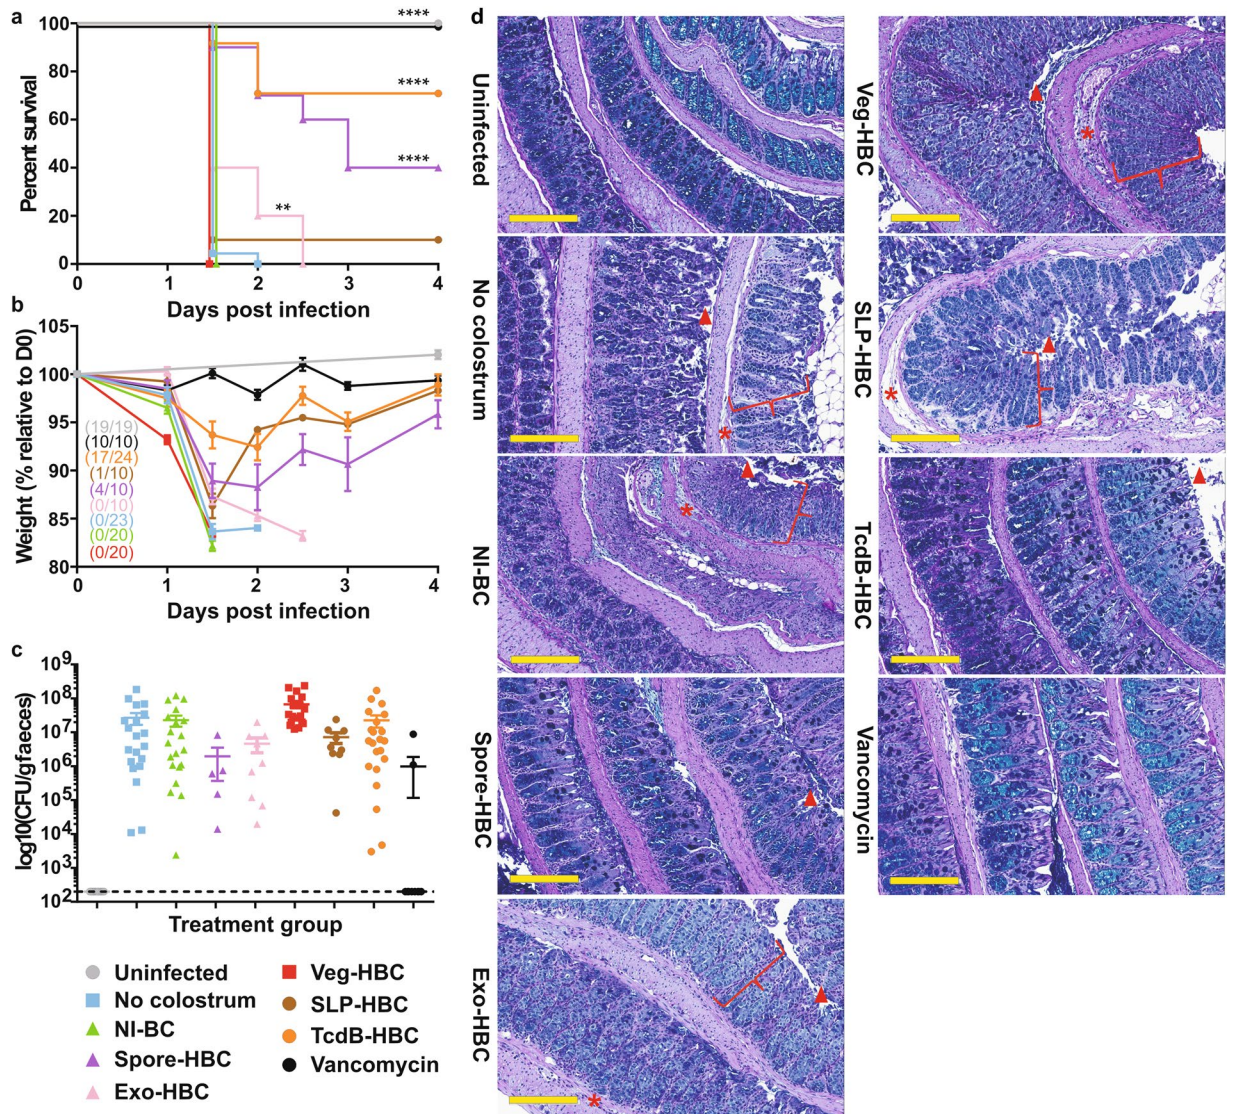 a
Percent survival
100
80
60
40
20
0
****
****
****
**
0
1
2
3
4
Days post infection
b
Weight (% relative to D0)
105
100
95
90
85
80
(19/19)
(10/10)
(17/24)
(1/10)
(4/10)
(0/10)
(0/23)
(0/20)
(0/20)
0
1
2
3
4
Days post infection
c
log10(CFU/gfaeces)
10⁹
10⁸
10⁷
10⁶
10⁵
10⁴
10³
10²
Treatment group
Uninfected
No colostrum
NI-BC
Spore-HBC
Exo-HBC
Veg-HBC
SLP-HBC
TcdB-HBC
Vancomycin
d
Uninfected
No colostrum
*
NI-BC
*
Spore-HBC
Exo-HBC
*
Veg-HBC
*
SLP-HBC
*
TcdB-HBC
Vancomycin